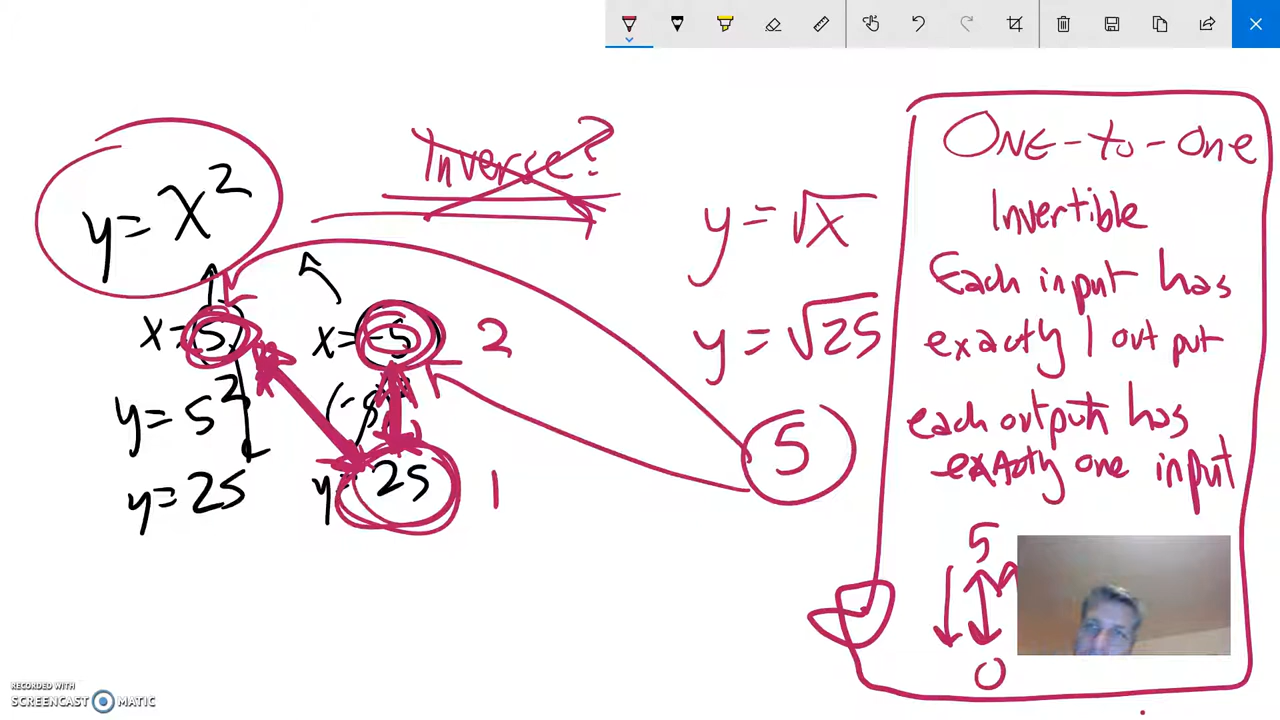 Inverse?
y = x²
x = 5
x = -5
2
y = 5²
(-5)
y = 25
y = 25
1
y = √x
y = √25
5
ONE-to-One
Invertible
Each input has
exactly 1 output
each output has
exactly one input
5
0
RECORDED WITH
SCREENCAST MATIC